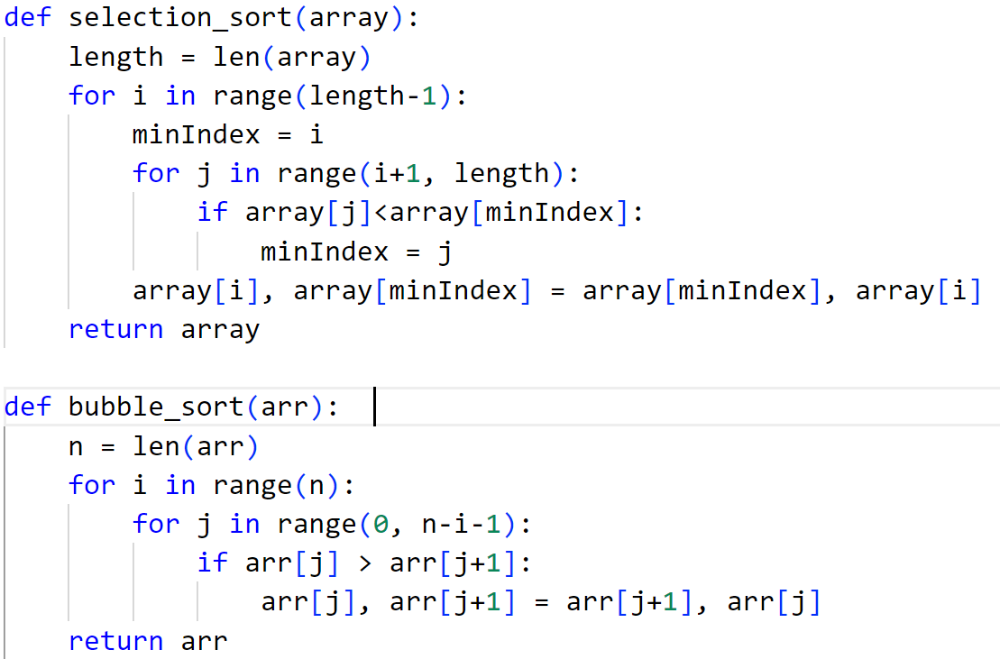 def selection_sort(array):
    length = len(array)
    for i in range(length-1):
        minIndex = i
        for j in range(i+1, length):
            if array[j]<array[minIndex]:
                minIndex = j
        array[i], array[minIndex] = array[minIndex], array[i]
    return array

def bubble_sort(arr):
    n = len(arr)
    for i in range(n):
        for j in range(0, n-i-1):
            if arr[j] > arr[j+1]:
                arr[j], arr[j+1] = arr[j+1], arr[j]
    return arr